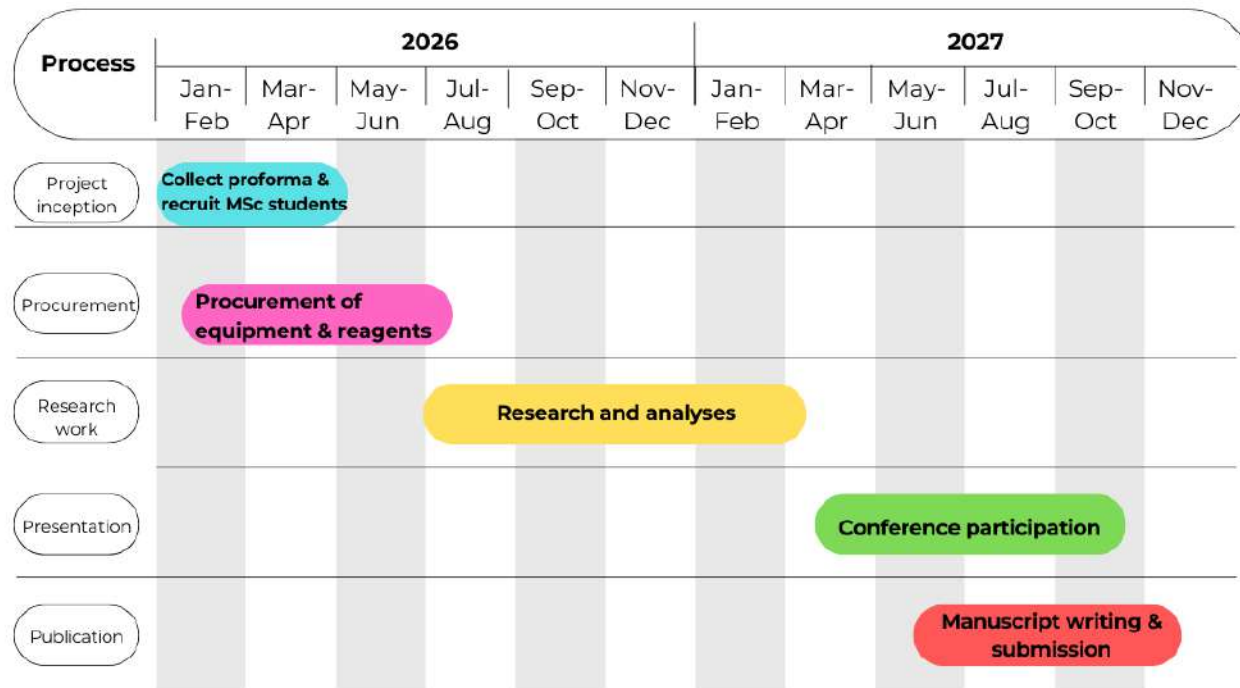 Process
2026
2027
Jan-
Feb
Mar-
Apr
May-
Jun
Jul-
Aug
Sep-
Oct
Nov-
Dec
Jan-
Feb
Mar-
Apr
May-
Jun
Jul-
Aug
Sep-
Oct
Nov-
Dec
Project
inception
Collect proforma &
recruit MSc students
Procurement
Procurement of
equipment & reagents
Research
work
Research and analyses
Presentation
Conference participation
Publication
Manuscript writing &
submission